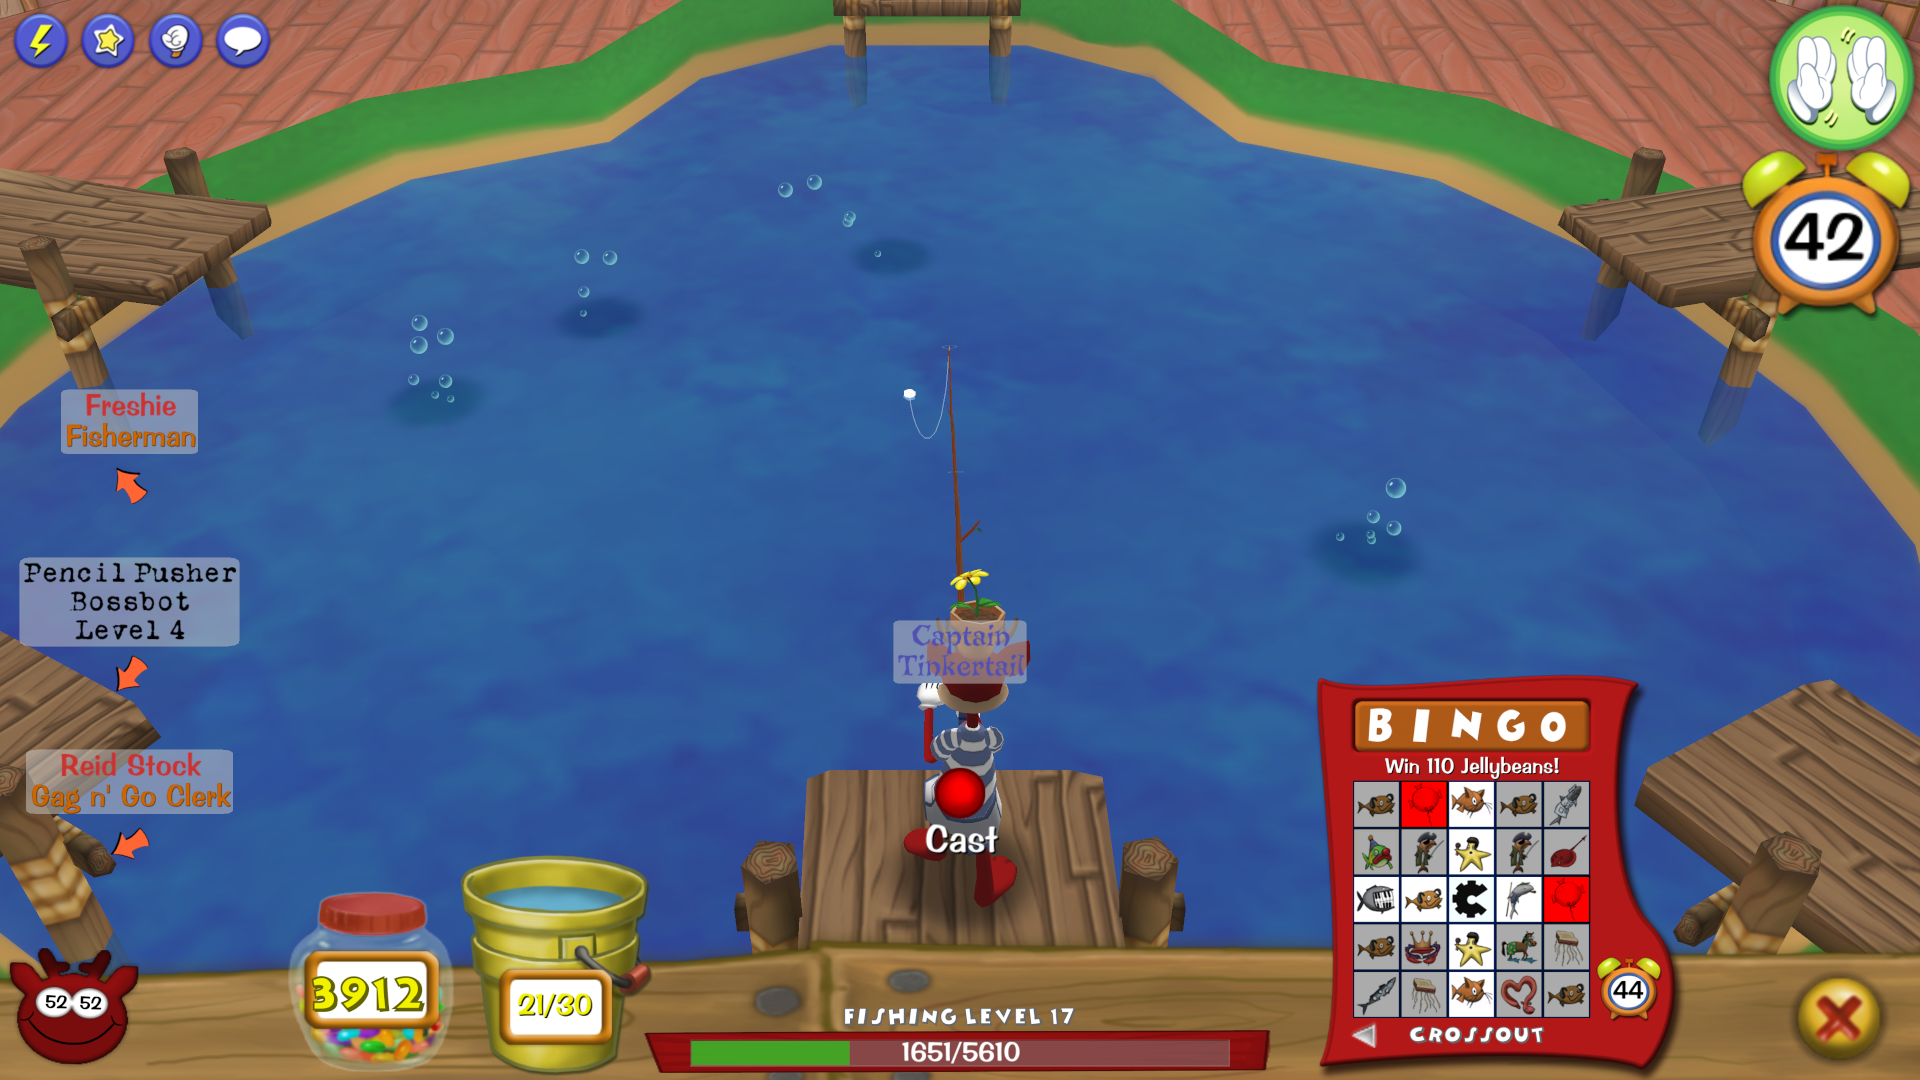 42
Freshie
Fisherman
Pencil Pusher
Bossbot
Level 4
Captain
Tinkertail
Reid Stock
Gag n' Go Clerk
Cast
BINGO
Win 110 Jellybeans!
44
CROSSOUT
52 52
3912
21/30
FISHING LEVEL 17
1651/5610